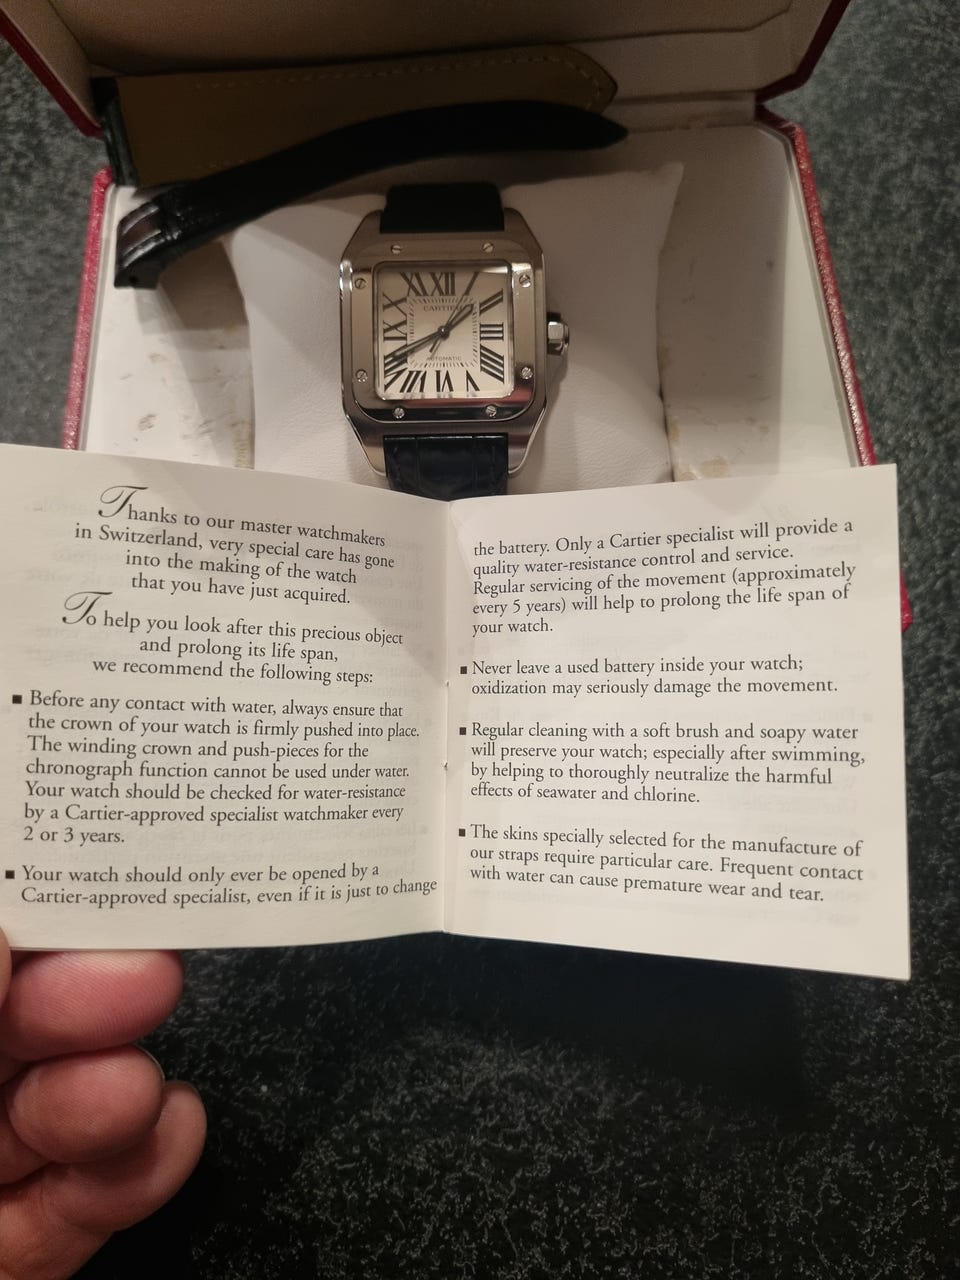 XI XII
CARTIER
IX
III
AUTOMATIC
VIII VII VI V IIII
Thanks to our master watchmakers
in Switzerland, very special care has gone
into the making of the watch
that you have just acquired.
To help you look after this precious object
and prolong its life span,
we recommend the following steps:
■ Before any contact with water, always ensure that
the crown of your watch is firmly pushed into place.
The winding crown and push-pieces for the
chronograph function cannot be used under water.
Your watch should be checked for water-resistance
by a Cartier-approved specialist watchmaker every
2 or 3 years.
■ Your watch should only ever be opened by a
Cartier-approved specialist, even if it is just to change
the battery. Only a Cartier specialist will provide a
quality water-resistance control and service.
Regular servicing of the movement (approximately
every 5 years) will help to prolong the life span of
your watch.
■ Never leave a used battery inside your watch;
oxidization may seriously damage the movement.
■ Regular cleaning with a soft brush and soapy water
will preserve your watch; especially after swimming,
by helping to thoroughly neutralize the harmful
effects of seawater and chlorine.
■ The skins specially selected for the manufacture of
our straps require particular care. Frequent contact
with water can cause premature wear and tear.